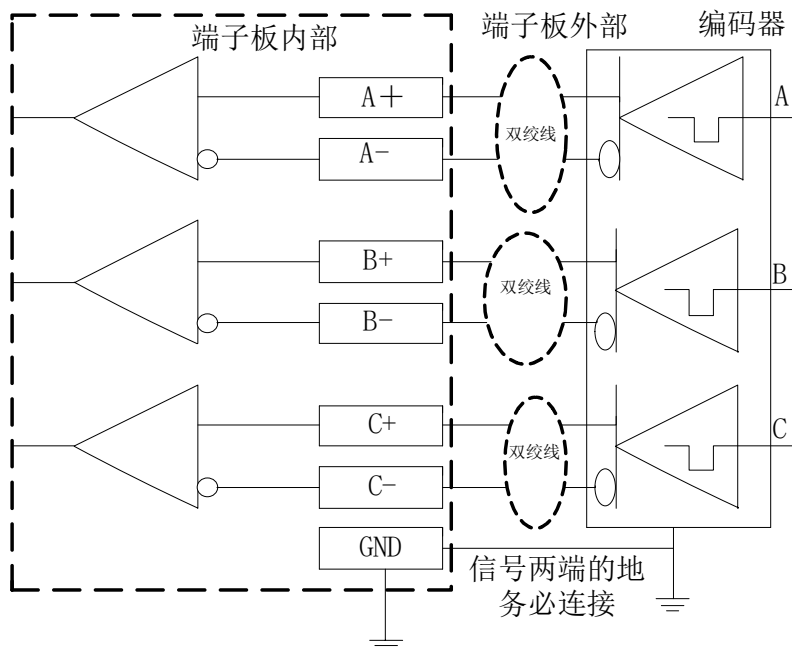 端子板内部
端子板外部
编码器
A＋
A-
双绞线
A
B+
B-
双绞线
B
C+
C-
双绞线
C
GND
信号两端的地
务必连接